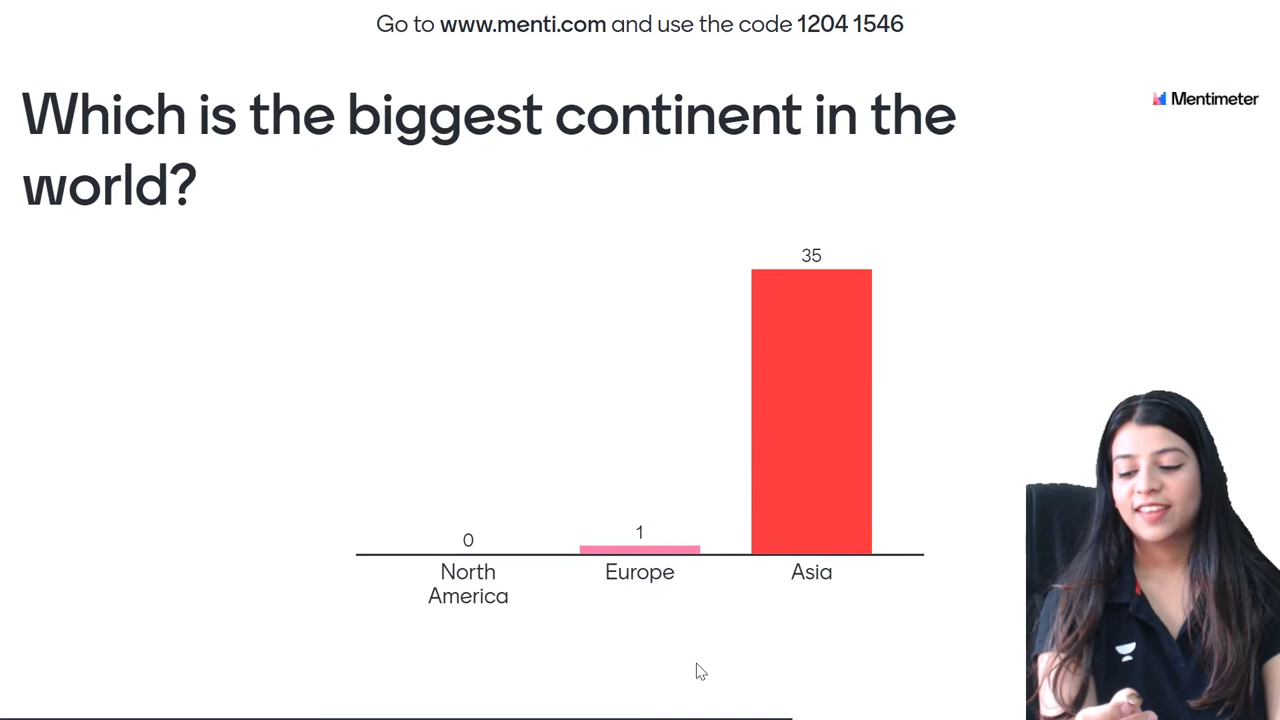 Go to www.menti.com and use the code 1204 1546
Which is the biggest continent in the
world?
Mentimeter
35
0
1
North
America
Europe
Asia